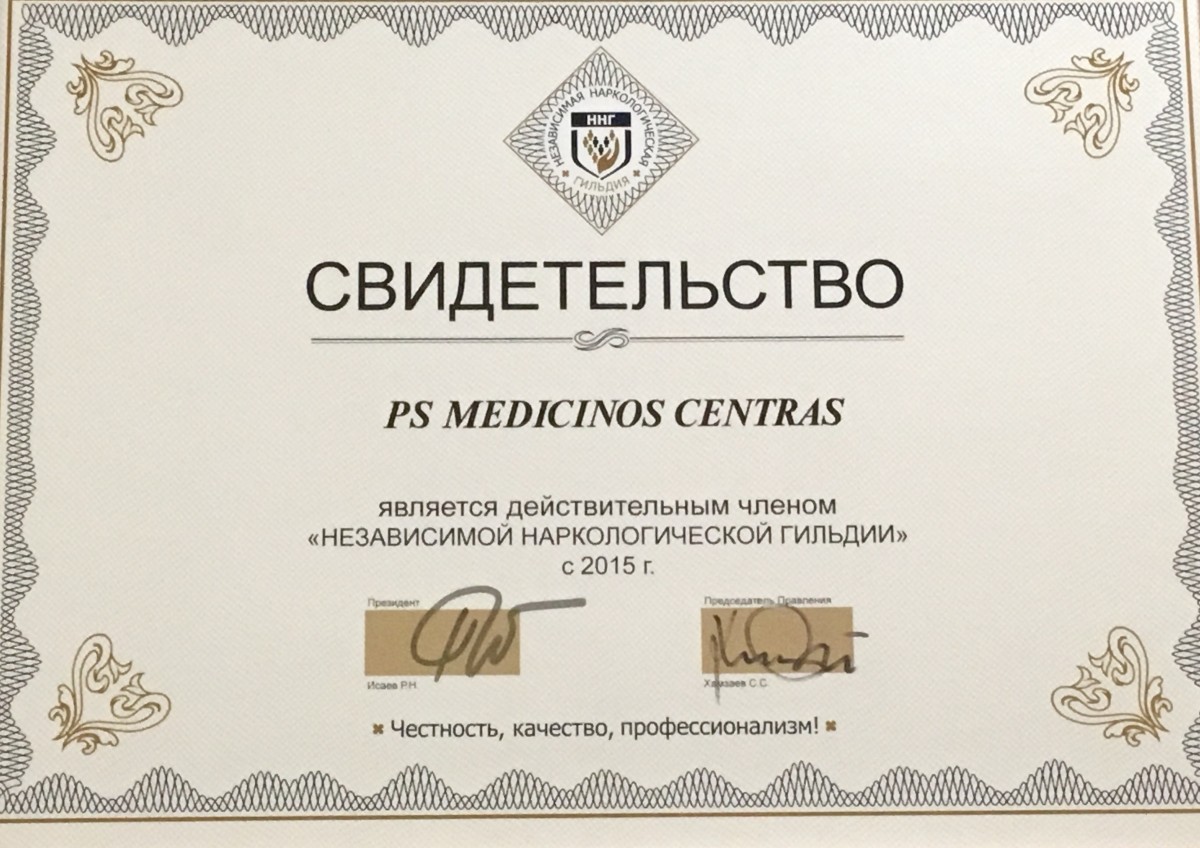 НЕЗАВИСИМАЯ НАРКОЛОГИЧЕСКАЯ
ГИЛЬДИЯ
ННГ
СВИДЕТЕЛЬСТВО
PS MEDICINOS CENTRAS
является действительным членом
«НЕЗАВИСИМОЙ НАРКОЛОГИЧЕСКОЙ ГИЛЬДИИ»
с 2015 г.
Президент
Председатель Правления
Исаев Р.Н.
Хамзаев С.С.
Честность, качество, профессионализм!